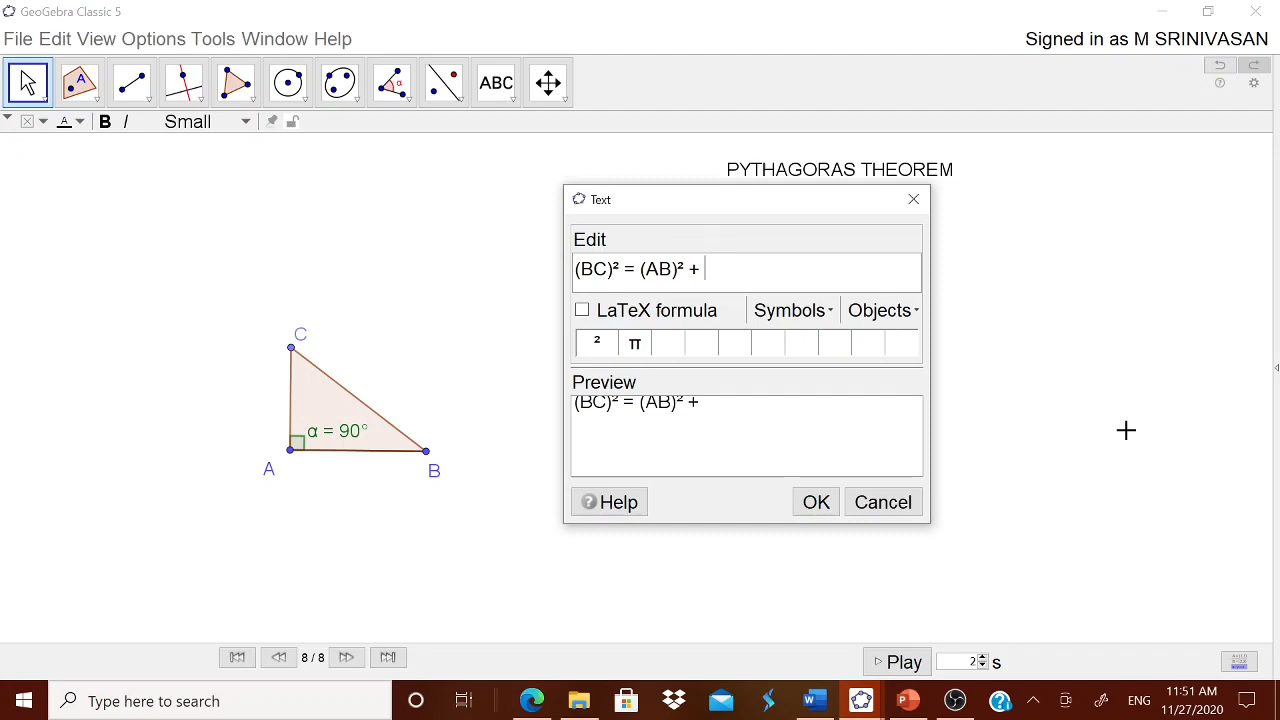 GeoGebra Classic 5
File Edit View Options Tools Window Help
Signed in as M SRINIVASAN
A
α
ABC
A B I Small
PYTHAGORAS THEOREM
Text
Edit
(BC)² = (AB)² +
LaTeX formula Symbols Objects
² π
Preview
(BC)² = (AB)² +
Help OK Cancel
C
α = 90°
A
B
8 / 8
Play 2 s
Type here to search
ENG
11:51 AM
11/27/2020